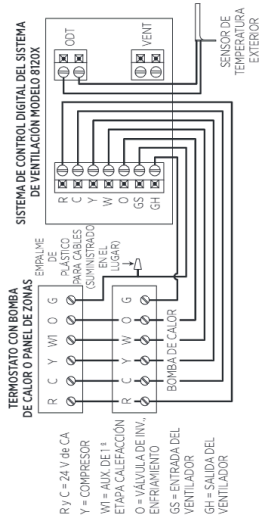 SISTEMA DE CONTROL DIGITAL DEL SISTEMA
DE VENTILACIÓN MODELO 8120X
ODT
VENT
R
C
Y
W
O
GS
GH
SENSOR DE
TEMPERATURA
EXTERIOR
TERMOSTATO CON BOMBA
DE CALOR O PANEL DE ZONAS
EMPALME
DE
PLÁSTICO
PARA CABLES
(SUMINISTRADO
EN EL
LUGAR)
R C Y W1 O G
R C Y W O G
BOMBA DE CALOR
R y C = 24 V de CA
Y = COMPRESOR
W1 = AUX. DE 1ª
ETAPA CALEFACCIÓN
O = VÁLVULA DE INV.,
ENFRIAMIENTO
GS = ENTRADA DEL
VENTILADOR
GH = SALIDA DEL
VENTILADOR